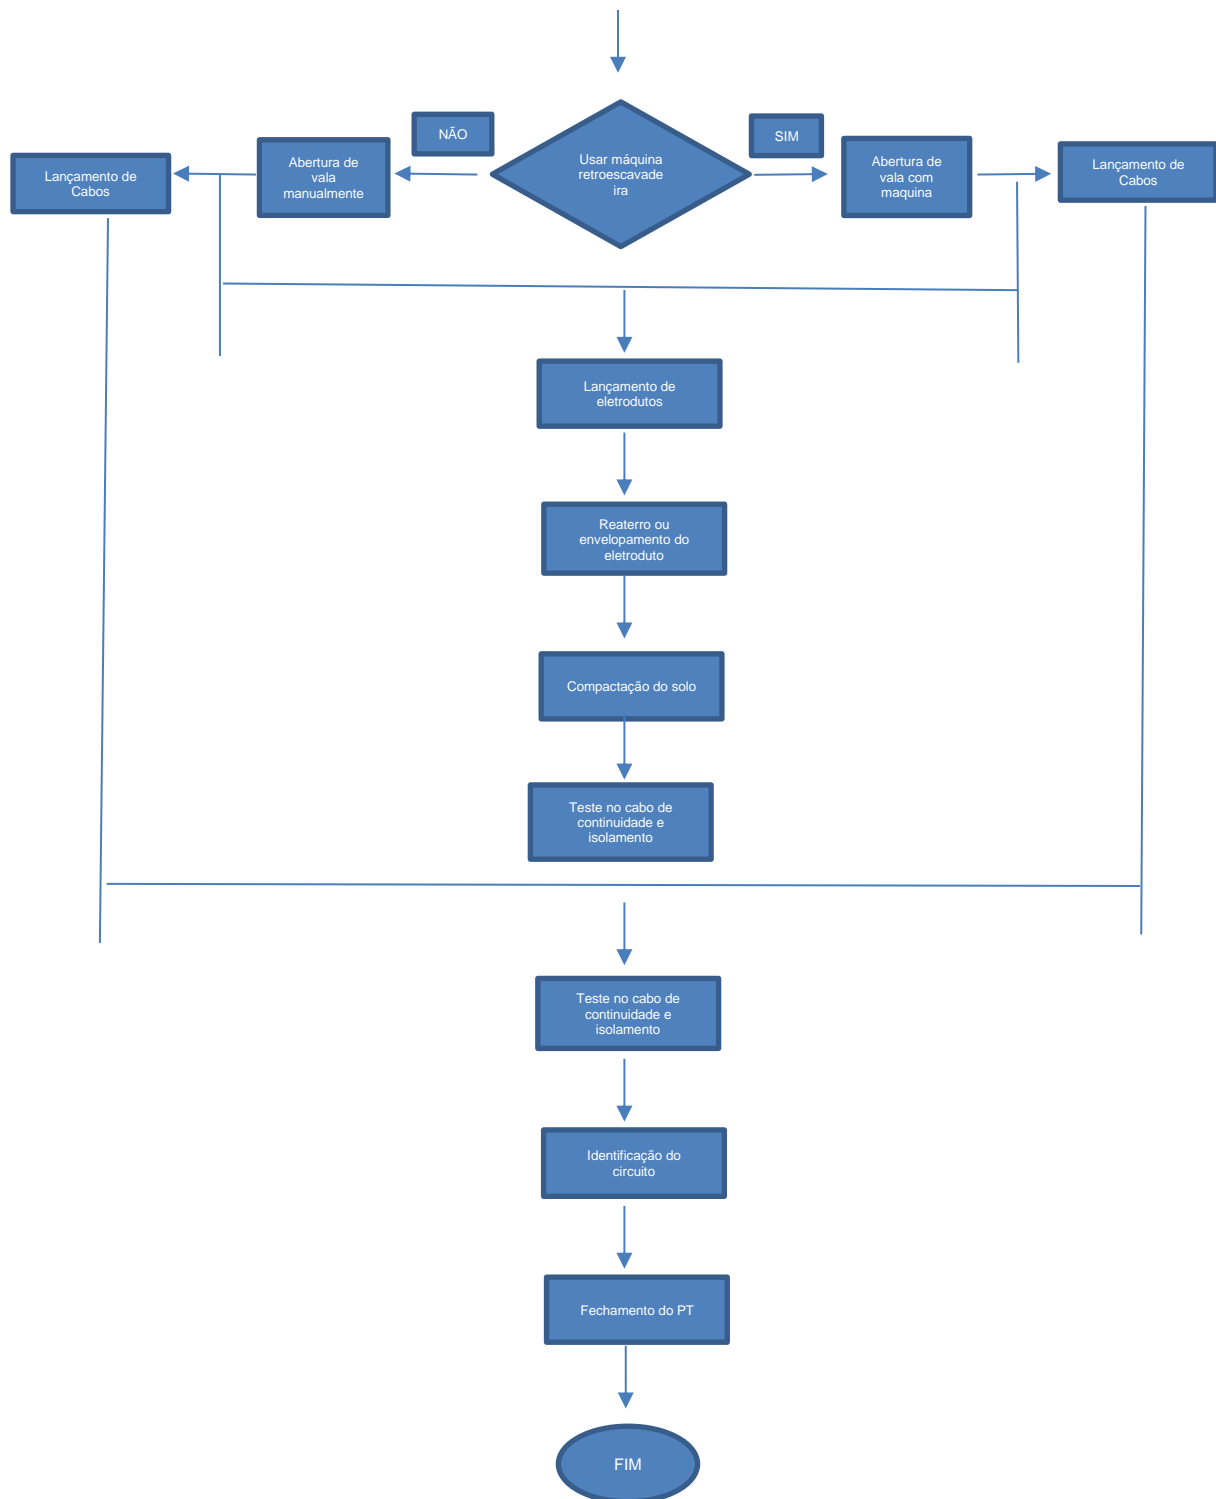 NÃO
SIM
Lançamento de
Cabos
Abertura de
vala
manualmente
Usar máquina
retroescavade
ira
Abertura de
vala com
maquina
Lançamento de
Cabos
Lançamento de
eletrodutos
Reaterro ou
envelopamento do
eletroduto
Compactação do solo
Teste no cabo de
continuidade e
isolamento
Teste no cabo de
continuidade e
isolamento
Identificação do
circuito
Fechamento do PT
FIM